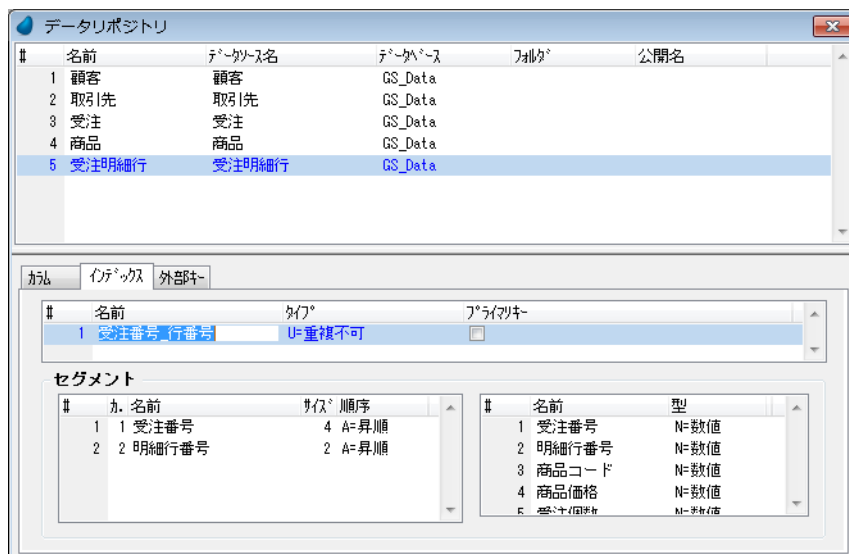 データリポジトリ
# 名前 ﾃﾞｰﾀｿｰｽ名 ﾃﾞｰﾀﾍﾞｰｽ ﾌｫﾙﾀﾞ 公開名
1 顧客 顧客 GS_Data
2 取引先 取引先 GS_Data
3 受注 受注 GS_Data
4 商品 商品 GS_Data
5 受注明細行 受注明細行 GS_Data
ｶﾗﾑ ｲﾝﾃﾞｯｸｽ 外部ｷｰ
# 名前 ﾀｲﾌﾟ ﾌﾟﾗｲﾏﾘｷｰ
1 受注番号_行番号 U=重複不可
セグメント
# ｶ. 名前 ｻｲｽﾞ 順序
1 1 受注番号 4 A=昇順
2 2 明細行番号 2 A=昇順
# 名前 型
1 受注番号 N=数値
2 明細行番号 N=数値
3 商品コード N=数値
4 商品価格 N=数値
5 受注個数 N=数値